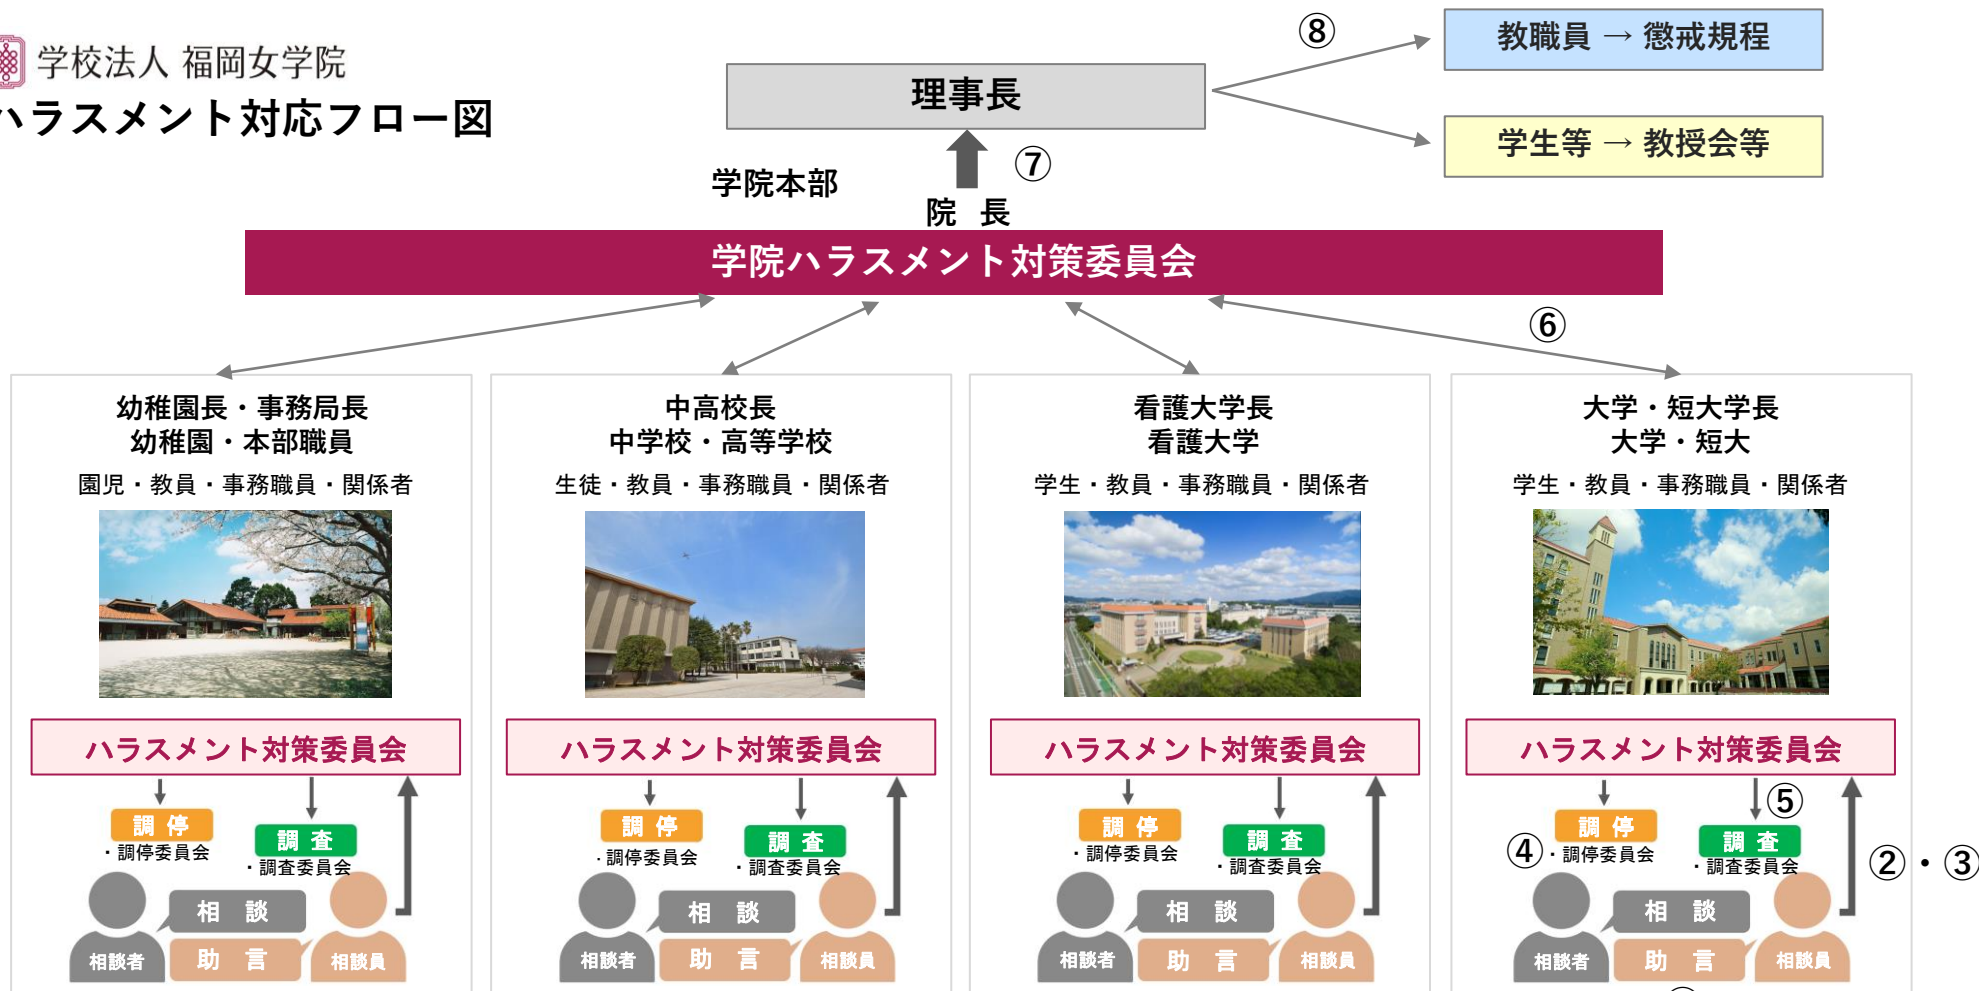 学校法人 福岡女学院
ハラスメント対応フロー図
⑧
教職員 → 懲戒規程
学生等 → 教授会等
理事長
⑦
学院本部
院 長
学院ハラスメント対策委員会
⑥
幼稚園長・事務局長
幼稚園・本部職員
園児・教員・事務職員・関係者
ハラスメント対策委員会
調 停
・調停委員会
調 査
・調査委員会
相 談
助 言
相談者
相談員
中高校長
中学校・高等学校
生徒・教員・事務職員・関係者
ハラスメント対策委員会
調 停
・調停委員会
調 査
・調査委員会
相 談
助 言
相談者
相談員
看護大学長
看護大学
学生・教員・事務職員・関係者
ハラスメント対策委員会
調 停
・調停委員会
調 査
・調査委員会
相 談
助 言
相談者
相談員
大学・短大学長
大学・短大
学生・教員・事務職員・関係者
ハラスメント対策委員会
調 停
④・調停委員会
⑤
調 査
・調査委員会
②・③
相 談
助 言
相談者
相談員